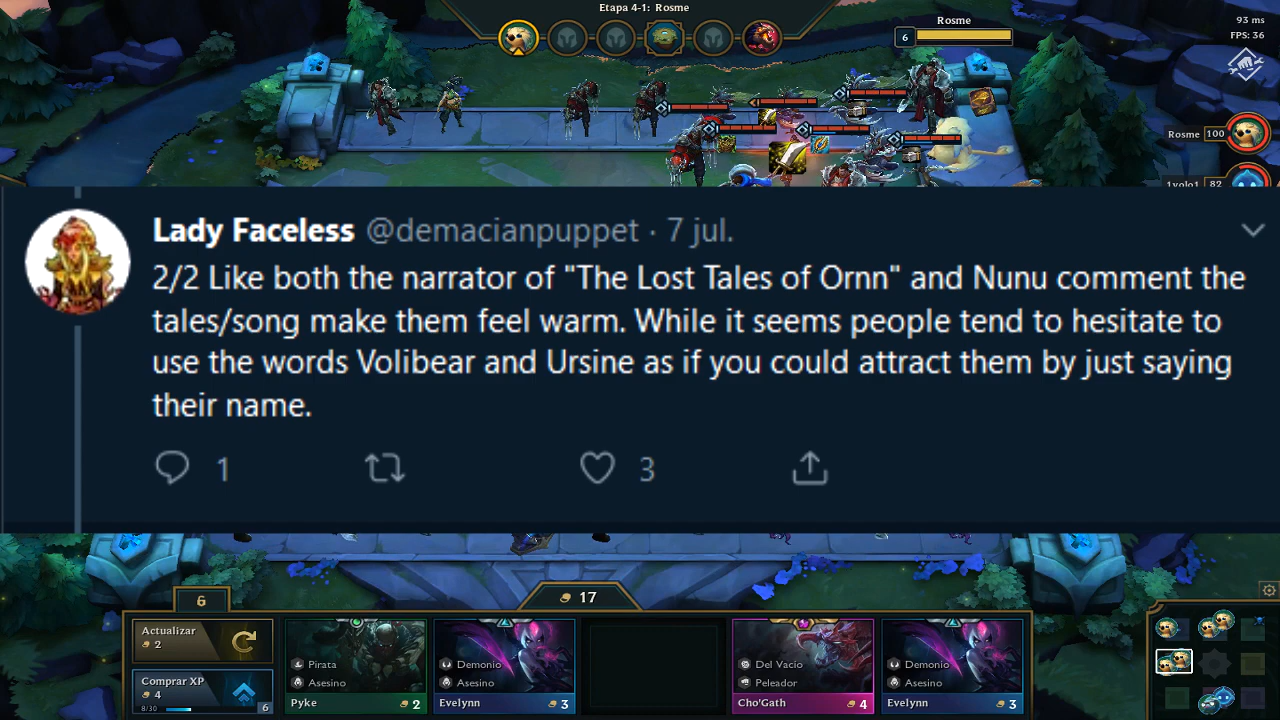 Etapa 4-1: Rosme
Rosme
6
93 ms
FPS: 36
Rosme 100
1volo1 82
Lady Faceless @demacianpuppet · 7 jul.
2/2 Like both the narrator of "The Lost Tales of Ornn" and Nunu comment the
tales/song make them feel warm. While it seems people tend to hesitate to
use the words Volibear and Ursine as if you could attract them by just saying
their name.
1 3
6
17
Actualizar
2
Comprar XP
4
8/30
6
Pirata
Asesino
Pyke 2
Demonio
Asesino
Evelynn 3
Del Vacío
Peleador
Cho'Gath 4
Demonio
Asesino
Evelynn 3